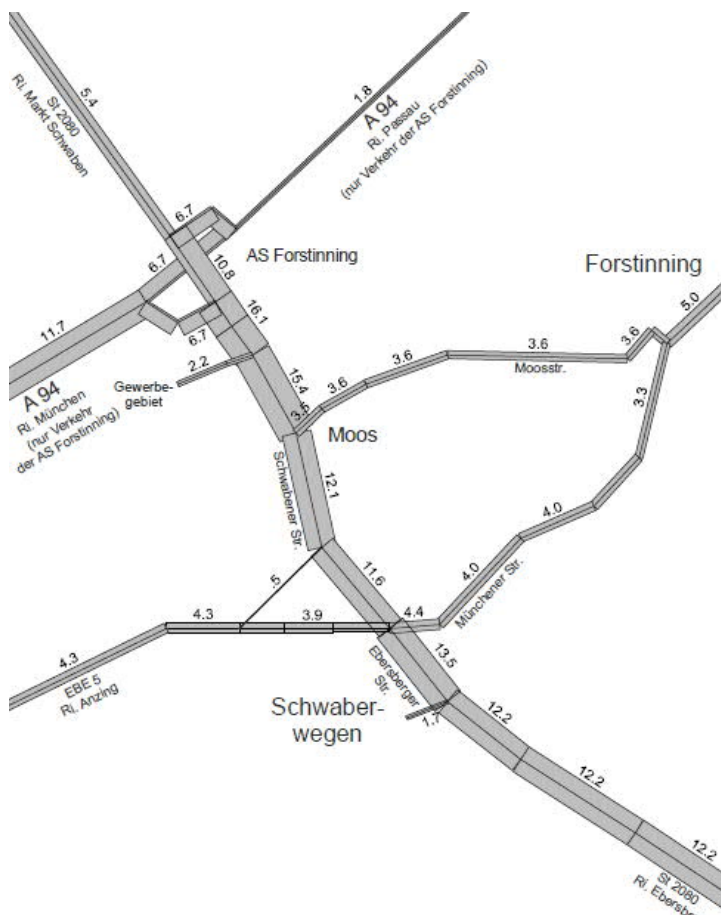 5.4
St 2080
Ri. Markt Schwaben
1.8
A 94
Ri. Passau
(nur Verkehr der AS Forstinning)
6.7
AS Forstinning
6.7
10.8
Forstinning
5.0
11.7
16.1
6.7
3.6
3.6
3.6
Moosstr.
2.2
Gewerbe-
gebiet
15.4
3.6
3.5
3.3
A 94
Ri. München
(nur Verkehr
der AS Forstinning)
Moos
Schwabener Str.
12.1
4.0
.5
11.6
4.0
Münchener Str.
4.3
3.9
4.4
4.3
EBE 5
Ri. Anzing
Ebersberger
Str.
13.5
Schwaber-
wegen
1.7
12.2
12.2
12.2
St 2080